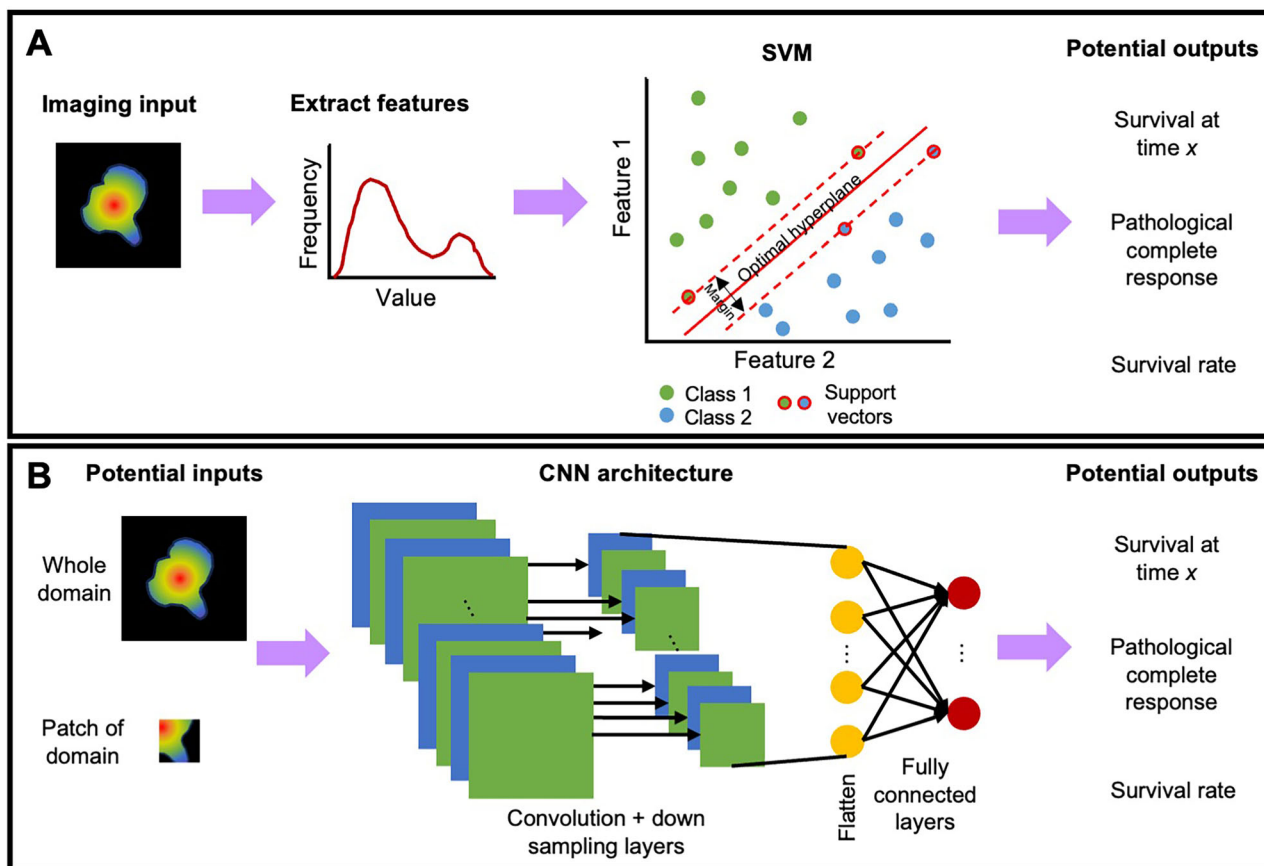 A
Imaging input
Extract features
Frequency
Value
SVM
Feature 1
Optimal hyperplane
Margin
Feature 2
Class 1
Class 2
Support
vectors
Potential outputs
Survival at
time x
Pathological
complete
response
Survival rate
B
Potential inputs
Whole
domain
Patch of
domain
CNN architecture
Convolution + down
sampling layers
Flatten
Fully
connected
layers
Potential outputs
Survival at
time x
Pathological
complete
response
Survival rate